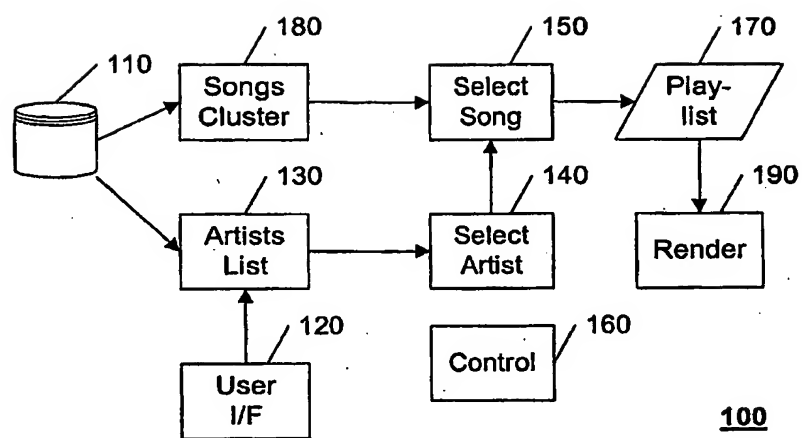 180
150
170
110
Songs
Cluster
Select
Song
Play-
list
130
140
190
Artists
List
Select
Artist
Render
120
160
User
I/F
Control
100